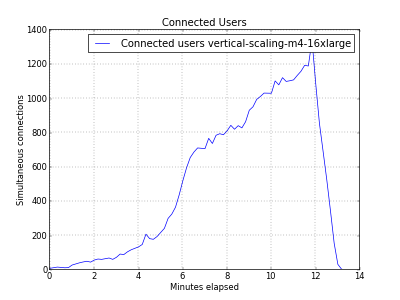 Connected Users
Connected users vertical-scaling-m4-16xlarge
Simultaneous connections
1400
1200
1000
800
600
400
200
0
0 2 4 6 8 10 12 14
Minutes elapsed